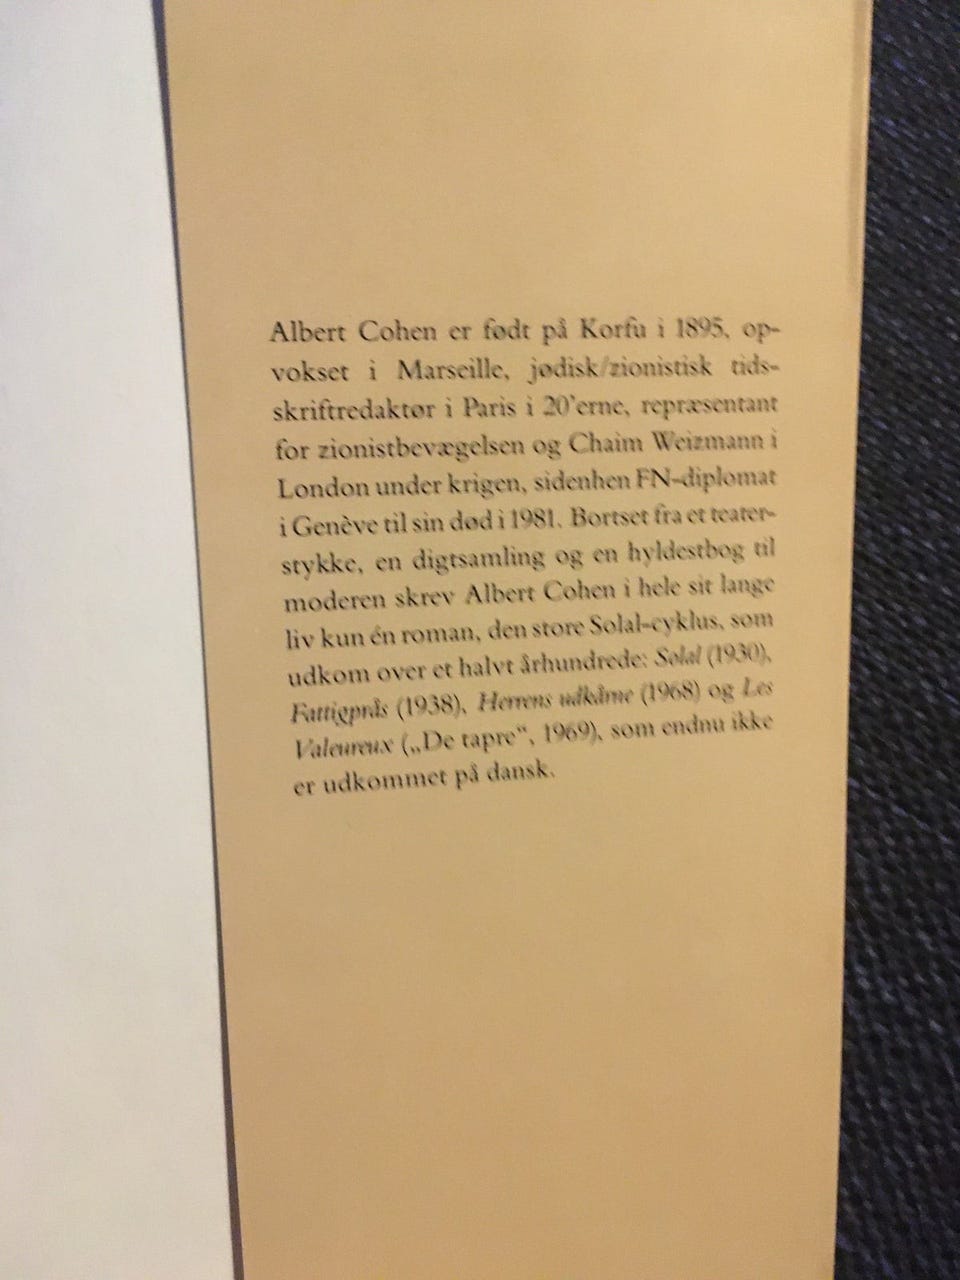 Albert Cohen er født på Korfu i 1895, op-
vokset i Marseille, jødisk/zionistisk tids-
skriftredaktør i Paris i 20'erne, repræsentant
for zionistbevægelsen og Chaim Weizmann i
London under krigen, sidenhen FN-diplomat
i Genève til sin død i 1981. Bortset fra et teater-
stykke, en digtsamling og en hyldestbog til
moderen skrev Albert Cohen i hele sit lange
liv kun én roman, den store Solal-cyklus, som
udkom over et halvt århundrede: Solal (1930),
Fattigprås (1938), Herrens udkårne (1968) og Les
Valeureux („De tapre“, 1969), som endnu ikke
er udkommet på dansk.